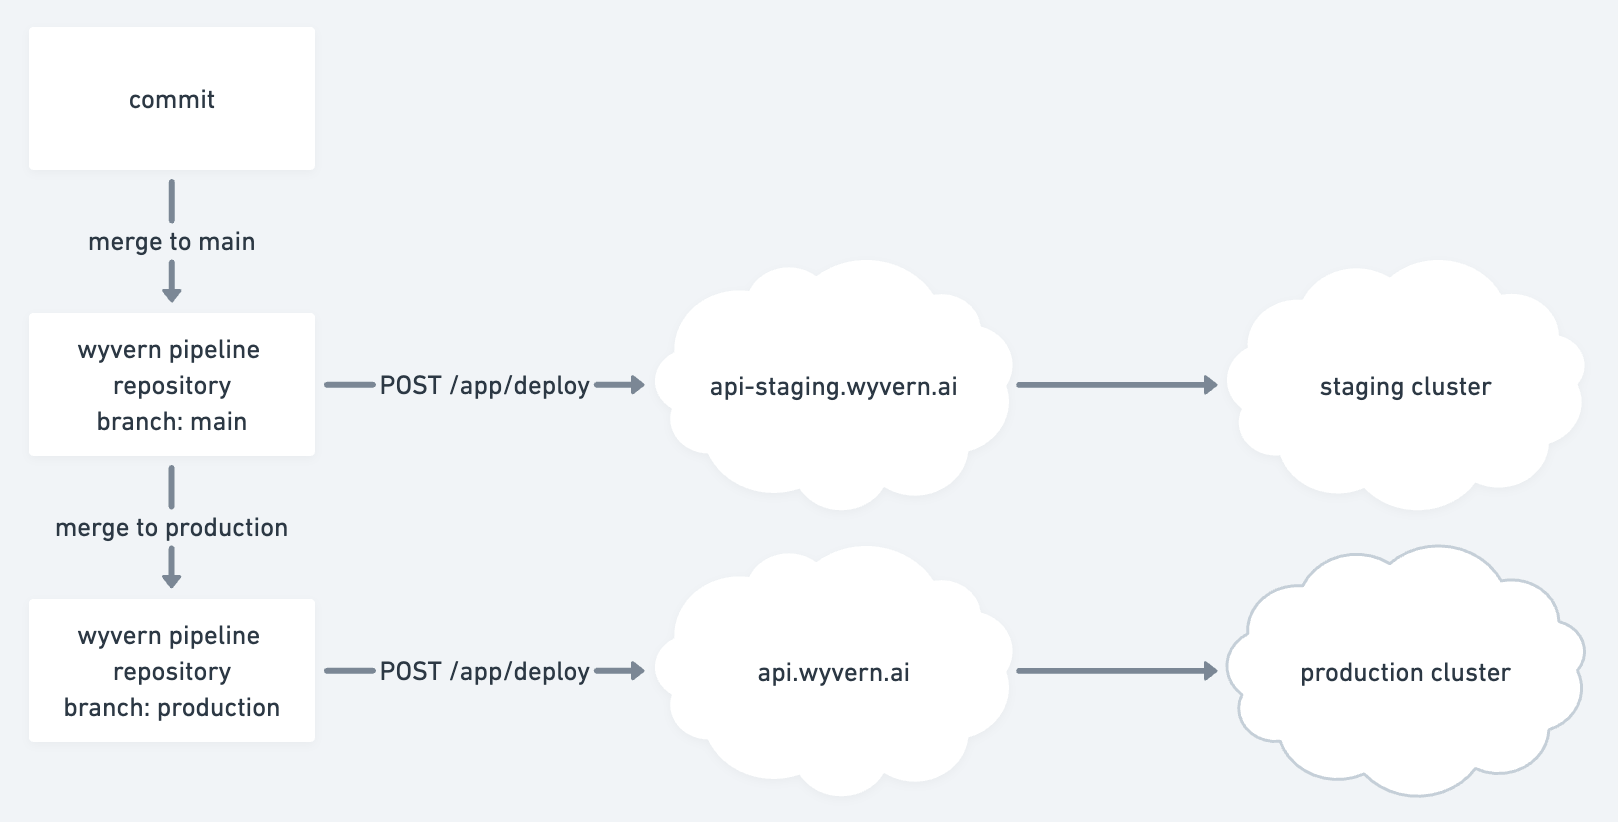 commit
merge to main
wyvern pipeline
repository
branch: main
POST /app/deploy
api-staging.wyvern.ai
staging cluster
merge to production
wyvern pipeline
repository
branch: production
POST /app/deploy
api.wyvern.ai
production cluster